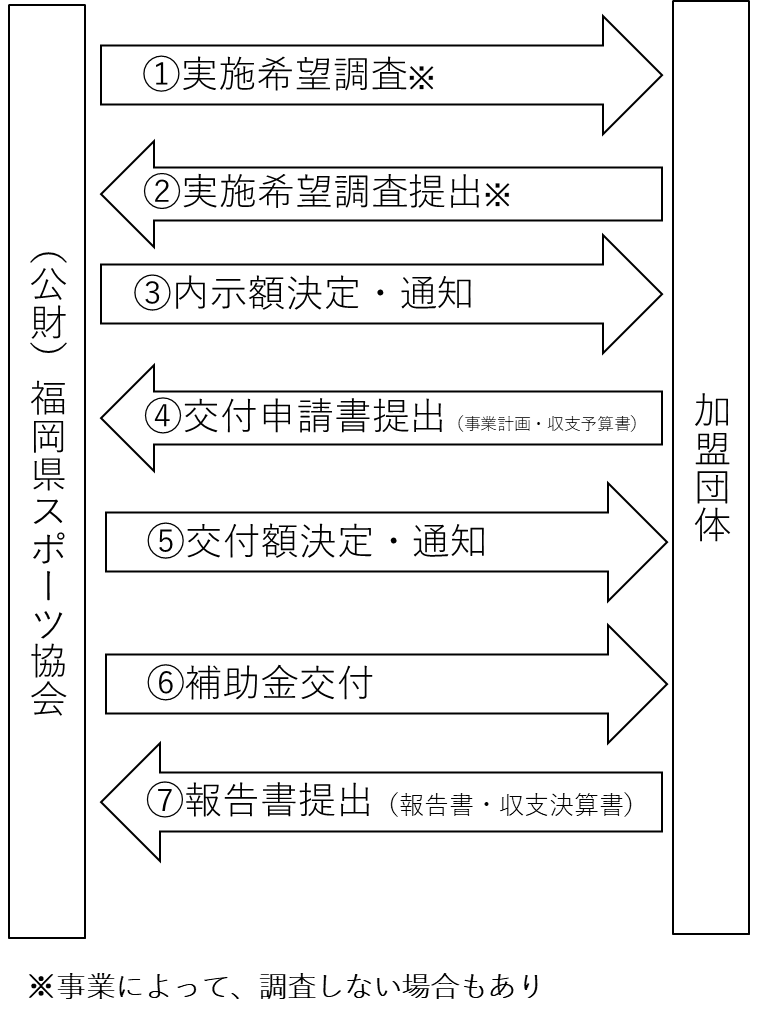 （公財）福岡県スポーツ協会
①実施希望調査※
②実施希望調査提出※
③内示額決定・通知
④交付申請書提出（事業計画・収支予算書）
⑤交付額決定・通知
⑥補助金交付
⑦報告書提出（報告書・収支決算書）
加盟団体
※事業によって、調査しない場合もあり